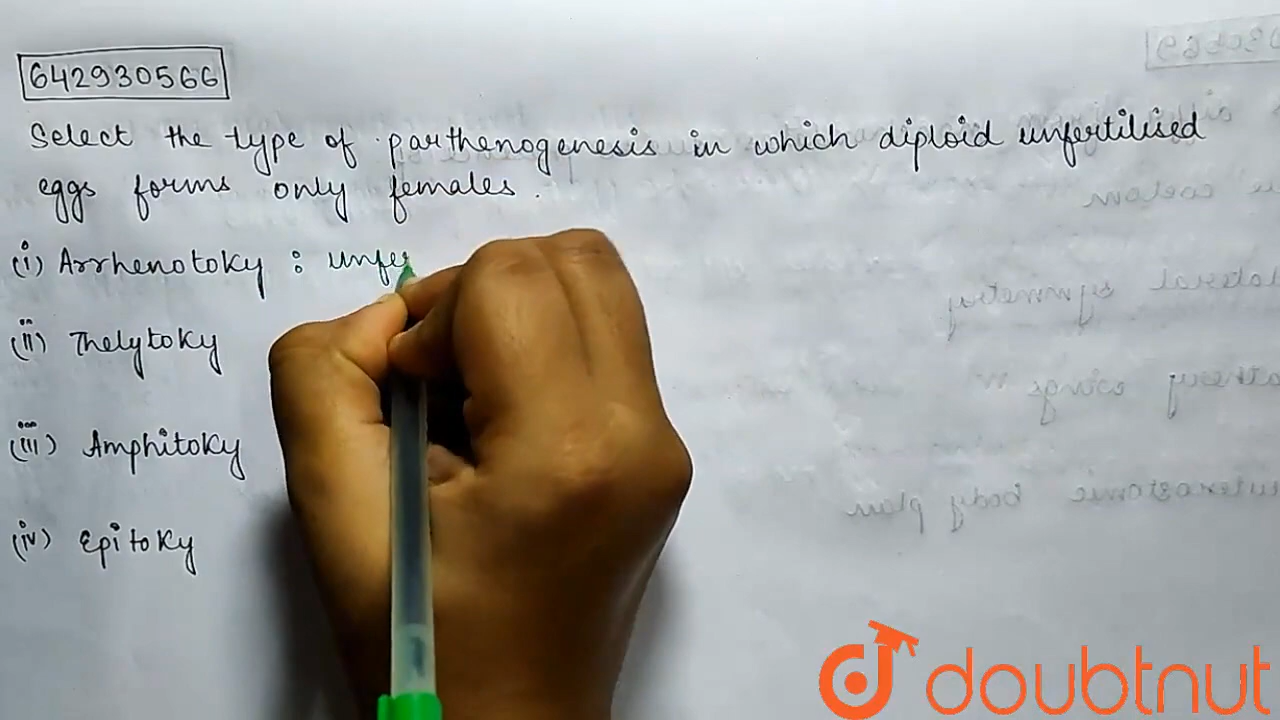 642930566
Select the type of parthenogenesis in which diploid unfertilised
eggs forms only females.
(i) Arrhenotoky : unfer
(ii) Thelytoky
(iii) Amphitoky
(iv) Epitoky
doubtnut